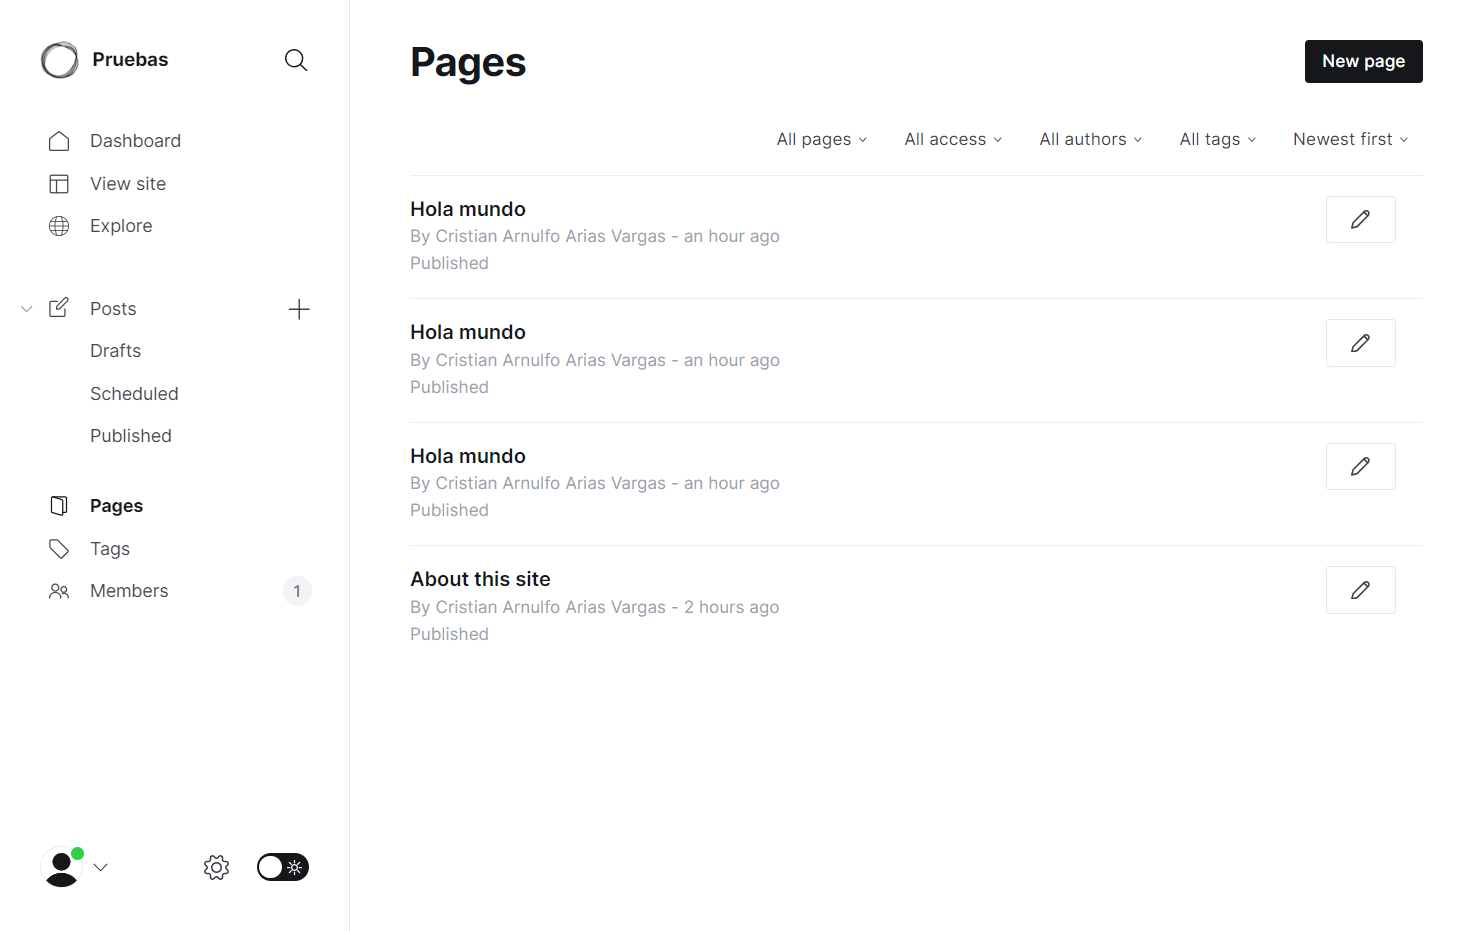 Pruebas
Dashboard
View site
Explore
Posts
Drafts
Scheduled
Published
Pages
Tags
Members 1
Pages
New page
All pages All access All authors All tags Newest first
Hola mundo
By Cristian Arnulfo Arias Vargas - an hour ago
Published
Hola mundo
By Cristian Arnulfo Arias Vargas - an hour ago
Published
Hola mundo
By Cristian Arnulfo Arias Vargas - an hour ago
Published
About this site
By Cristian Arnulfo Arias Vargas - 2 hours ago
Published